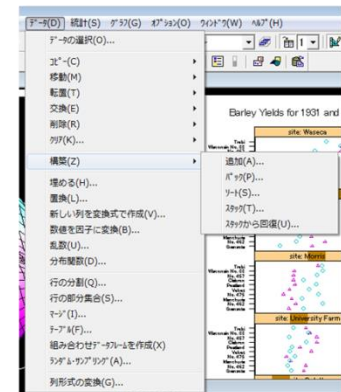 データ(D) 統計(S) グラフ(G) オプション(O) ウィンドウ(W) ヘルプ(H)
データの選択(O)...
コピー(C)
移動(M)
転置(T)
交換(E)
削除(R)
クリア(K)...
構築(Z)
埋める(H)...
置換(L)...
新しい列を変換式で作成(V)...
数値を因子に変換(B)...
乱数(U)...
分布関数(D)...
行の分割(Q)...
行の部分集合(S)...
マージ(I)...
テーブル(F)...
組み合わせデータフレームを作成(X)
ランダム・サンプリング(A)...
列形式の変換(G)...
追加(A)...
パック(P)...
ソート(S)...
スタック(T)...
スタックから回復(U)...
1
Barley Yields for 1931 and
site: Waseca
site: Morris
site: University Farm